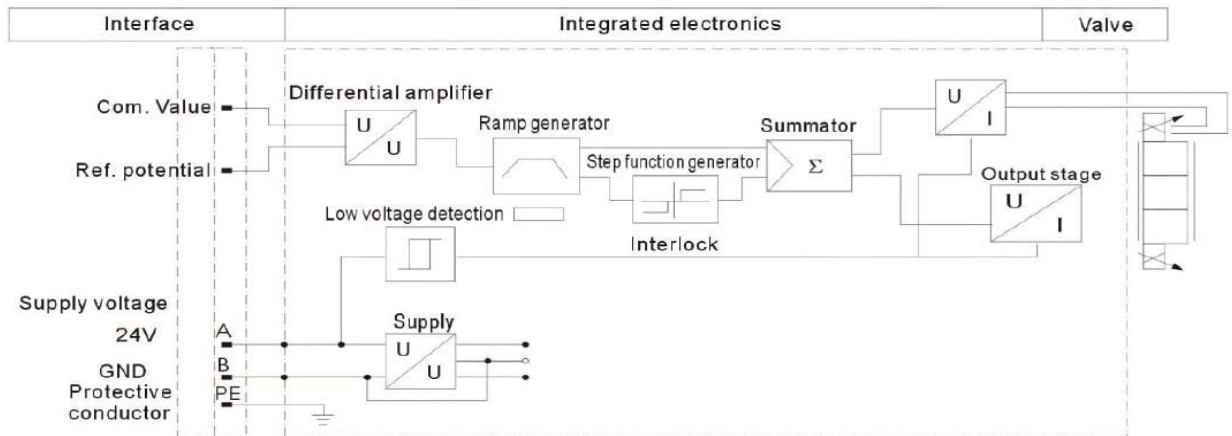 Interface
Integrated electronics
Valve
Com. Value
Differential amplifier
U
U
Ramp generator
Summator
Σ
U
I
Ref. potential
Step function generator
Output stage
U
I
Low voltage detection
Interlock
Supply voltage
24V
A
Supply
U
U
GND
B
Protective
conductor
PE